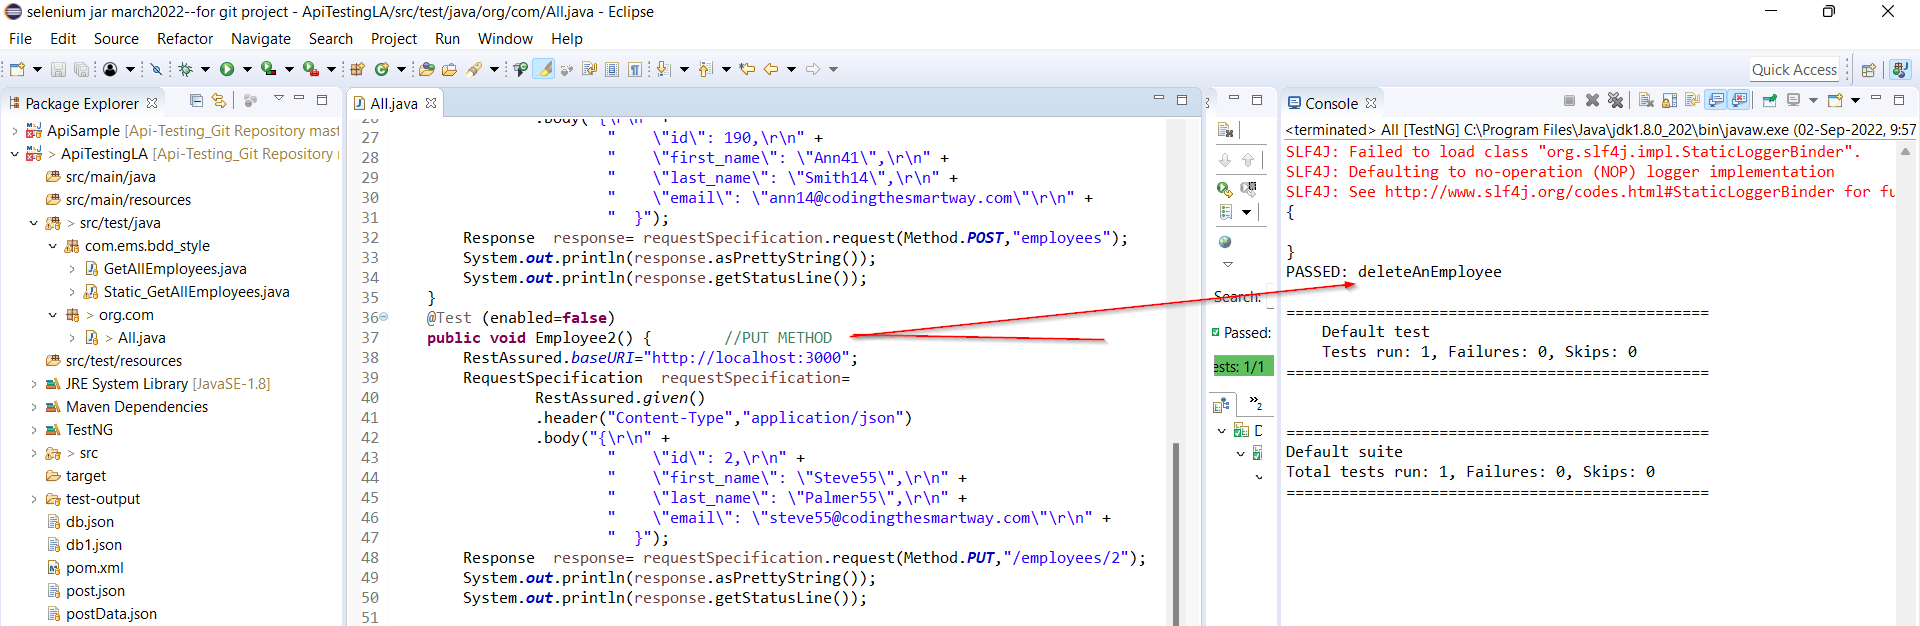 selenium jar march2022--for git project - ApiTestingLA/src/test/java/org/com/All.java - Eclipse
File Edit Source Refactor Navigate Search Project Run Window Help
Quick Access
Package Explorer
ApiSample [Api-Testing_Git Repository mast
> ApiTestingLA [Api-Testing_Git Repository
src/main/java
src/main/resources
> src/test/java
com.ems.bdd_style
GetAllEmployees.java
Static_GetAllEmployees.java
> org.com
> All.java
src/test/resources
JRE System Library [JavaSE-1.8]
Maven Dependencies
TestNG
> src
target
test-output
db.json
db1.json
pom.xml
post.json
postData.json
All.java
26 .body("{\r\n" +
27 " \"id\": 190,\r\n" +
28 " \"first_name\": \"Ann41\",\r\n" +
29 " \"last_name\": \"Smith14\",\r\n" +
30 " \"email\": \"ann14@codingthesmartway.com\"\r\n" +
31 " }");
32 Response response= requestSpecification.request(Method.POST,"employees");
33 System.out.println(response.asPrettyString());
34 System.out.println(response.getStatusLine());
35 }
36 @Test (enabled=false)
37 public void Employee2() { //PUT METHOD
38 RestAssured.baseURI="http://localhost:3000";
39 RequestSpecification requestSpecification=
40 RestAssured.given()
41 .header("Content-Type","application/json")
42 .body("{\r\n" +
43 " \"id\": 2,\r\n" +
44 " \"first_name\": \"Steve55\",\r\n" +
45 " \"last_name\": \"Palmer55\",\r\n" +
46 " \"email\": \"steve55@codingthesmartway.com\"\r\n" +
47 " }");
48 Response response= requestSpecification.request(Method.PUT,"/employees/2");
49 System.out.println(response.asPrettyString());
50 System.out.println(response.getStatusLine());
51
Search:
Passed:
ests: 1/1
»2
D
Console
<terminated> All [TestNG] C:\Program Files\Java\jdk1.8.0_202\bin\javaw.exe (02-Sep-2022, 9:57
SLF4J: Failed to load class "org.slf4j.impl.StaticLoggerBinder".
SLF4J: Defaulting to no-operation (NOP) logger implementation
SLF4J: See http://www.slf4j.org/codes.html#StaticLoggerBinder for fu
{
}
PASSED: deleteAnEmployee
===============================================
Default test
Tests run: 1, Failures: 0, Skips: 0
===============================================
===============================================
Default suite
Total tests run: 1, Failures: 0, Skips: 0
===============================================